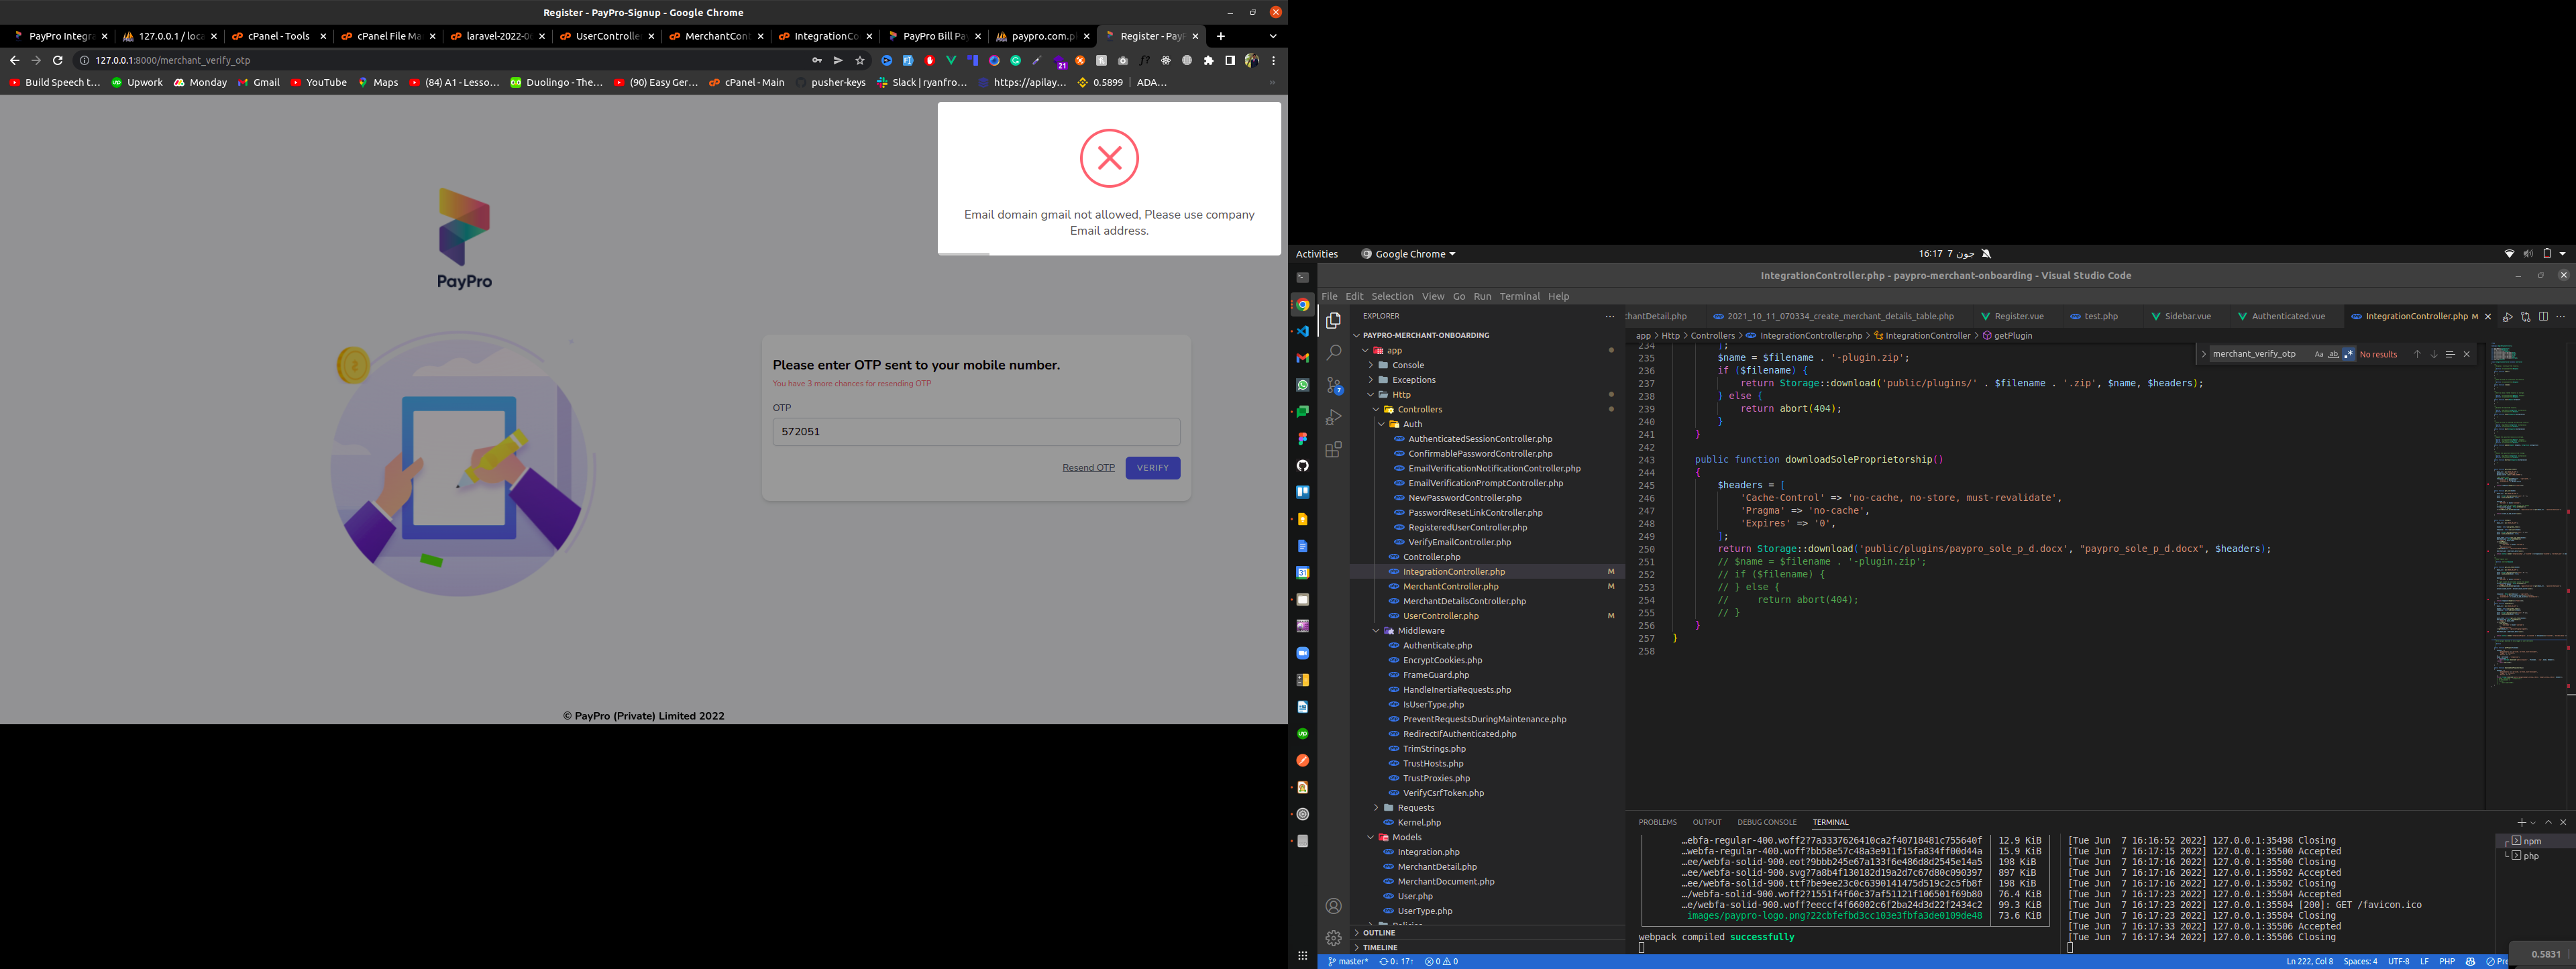 Register - PayPro-Signup - Google Chrome
PayPro Integra
127.0.0.1 / loca
cPanel - Tools
cPanel File Ma
laravel-2022-0
UserControlle
MerchantCont
IntegrationCo
PayPro Bill Pay
paypro.com.p
Register - PayP
127.0.0.1:8000/merchant_verify_otp
21
Build Speech t...
Upwork
Monday
Gmail
YouTube
Maps
(84) A1 - Lesso...
Duolingo - The...
(90) Easy Ger...
cPanel - Main
pusher-keys
Slack | ryanfro...
https://apilay...
0.5899 | ADA...
Email domain gmail not allowed, Please use company
Email address.
PayPro
Please enter OTP sent to your mobile number.
You have 3 more chances for resending OTP
OTP
572051
Resend OTP
VERIFY
© PayPro (Private) Limited 2022
Activities
Google Chrome
16:17 7 جون
IntegrationController.php - paypro-merchant-onboarding - Visual Studio Code
File Edit Selection View Go Run Terminal Help
EXPLORER
PAYPRO-MERCHANT-ONBOARDING
app
Console
Exceptions
Http
Controllers
Auth
AuthenticatedSessionController.php
ConfirmablePasswordController.php
EmailVerificationNotificationController.php
EmailVerificationPromptController.php
NewPasswordController.php
PasswordResetLinkController.php
RegisteredUserController.php
VerifyEmailController.php
Controller.php
IntegrationController.php M
MerchantController.php M
MerchantDetailsController.php
UserController.php M
Middleware
Authenticate.php
EncryptCookies.php
FrameGuard.php
HandleInertiaRequests.php
IsUserType.php
PreventRequestsDuringMaintenance.php
RedirectIfAuthenticated.php
TrimStrings.php
TrustHosts.php
TrustProxies.php
VerifyCsrfToken.php
Requests
Kernel.php
Models
Integration.php
MerchantDetail.php
MerchantDocument.php
User.php
UserType.php
OUTLINE
TIMELINE
chantDetail.php
2021_10_11_070334_create_merchant_details_table.php
Register.vue
test.php
Sidebar.vue
Authenticated.vue
IntegrationController.php M
app > Http > Controllers > IntegrationController.php > IntegrationController > getPlugin
merchant_verify_otp
Aa
ab
No results
234 ];
235 $name = $filename . '-plugin.zip';
236 if ($filename) {
237 return Storage::download('public/plugins/' . $filename . '.zip', $name, $headers);
238 } else {
239 return abort(404);
240 }
241 }
242
243 public function downloadSoleProprietorship()
244 {
245 $headers = [
246 'Cache-Control' => 'no-cache, no-store, must-revalidate',
247 'Pragma' => 'no-cache',
248 'Expires' => '0',
249 ];
250 return Storage::download('public/plugins/paypro_sole_p_d.docx', "paypro_sole_p_d.docx", $headers);
251 // $name = $filename . '-plugin.zip';
252 // if ($filename) {
253 // } else {
254 // return abort(404);
255 // }
256 }
257 }
258
PROBLEMS OUTPUT DEBUG CONSOLE TERMINAL
…ebfa-regular-400.woff2?7a3337626410ca2f40718481c755640f 12.9 KiB
…webfa-regular-400.woff?bb58e57c48a3e911f15fa834ff00d44a 15.9 KiB
…ee/webfa-solid-900.eot?9bbb245e67a133f6e486d8d2545e14a5 198 KiB
…ee/webfa-solid-900.svg?7a8b4f130182d19a2d7c67d80c090397 897 KiB
…ee/webfa-solid-900.ttf?be9ee23c0c6390141475d519c2c5fb8f 198 KiB
…/webfa-solid-900.woff2?1551f4f60c37af51121f106501f69b80 76.4 KiB
…e/webfa-solid-900.woff?eeccf4f66002c6f2ba24d3d22f2434c2 99.3 KiB
images/paypro-logo.png?22cbfefbd3cc103e3fbfa3de0109de48 73.6 KiB
webpack compiled successfully
[Tue Jun 7 16:16:52 2022] 127.0.0.1:35498 Closing
[Tue Jun 7 16:17:15 2022] 127.0.0.1:35500 Accepted
[Tue Jun 7 16:17:16 2022] 127.0.0.1:35500 Closing
[Tue Jun 7 16:17:16 2022] 127.0.0.1:35502 Accepted
[Tue Jun 7 16:17:16 2022] 127.0.0.1:35502 Closing
[Tue Jun 7 16:17:23 2022] 127.0.0.1:35504 Accepted
[Tue Jun 7 16:17:23 2022] 127.0.0.1:35504 [200]: GET /favicon.ico
[Tue Jun 7 16:17:23 2022] 127.0.0.1:35504 Closing
[Tue Jun 7 16:17:33 2022] 127.0.0.1:35506 Accepted
[Tue Jun 7 16:17:34 2022] 127.0.0.1:35506 Closing
npm
php
master*
0↓ 17↑
0 0
Ln 222, Col 8
Spaces: 4
UTF-8
LF
PHP
Pre
0.5831